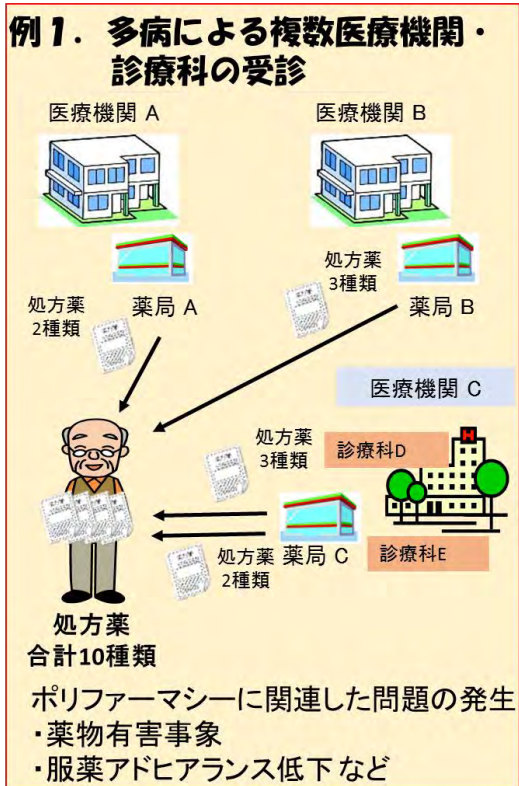 例1．多病による複数医療機関・
診療科の受診
医療機関 A
医療機関 B
処方薬
2種類
薬局 A
処方薬
3種類
薬局 B
医療機関 C
処方薬
3種類
診療科D
H
処方薬
2種類
薬局 C
診療科E
処方薬
合計10種類
ポリファーマシーに関連した問題の発生
・薬物有害事象
・服薬アドヒアランス低下など